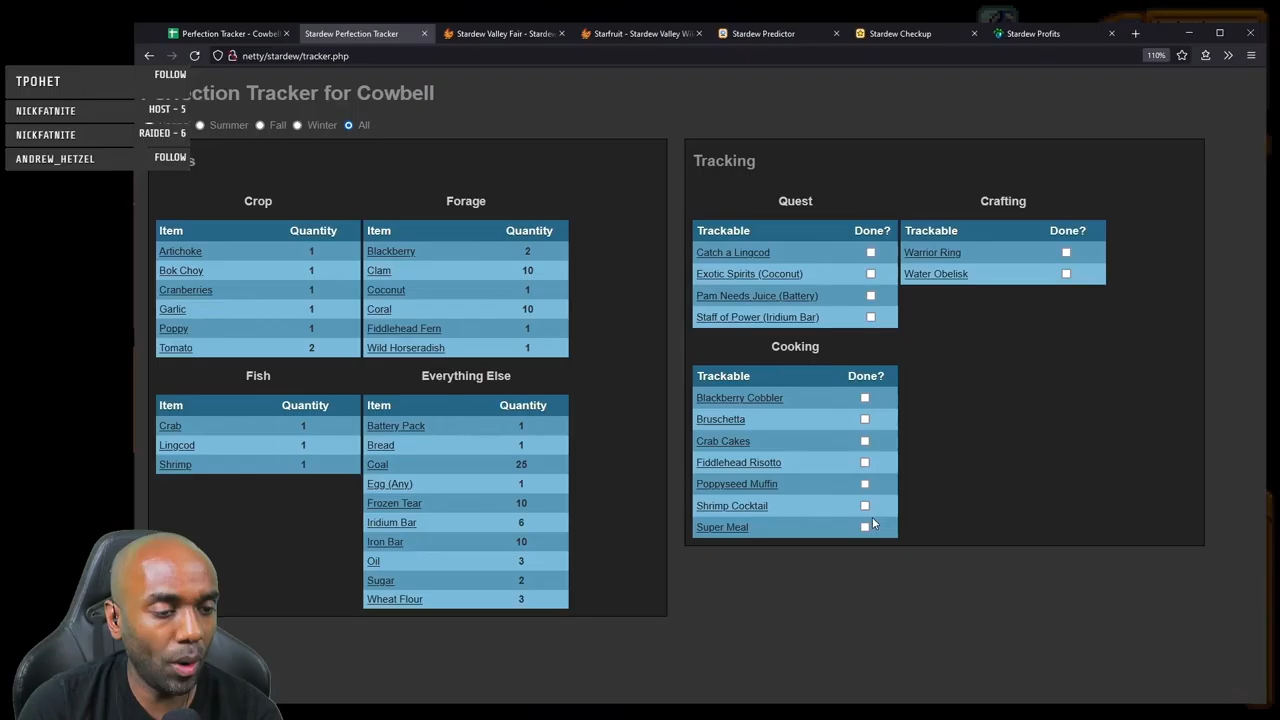 Perfection Tracker - Cowbell
Stardew Perfection Tracker
Stardew Valley Fair - Stardew
Starfruit - Stardew Valley Wi
Stardew Predictor
Stardew Checkup
Stardew Profits
netty/stardew/tracker.php
110%
TPOHET FOLLOW
NICKFATNITE HOST - 5
NICKFATNITE RAIDED - 6
ANDREW_HETZEL FOLLOW
fection Tracker for Cowbell
Summer Fall Winter All
s
Crop
Item Quantity
Artichoke 1
Bok Choy 1
Cranberries 1
Garlic 1
Poppy 1
Tomato 2
Forage
Item Quantity
Blackberry 2
Clam 10
Coconut 1
Coral 10
Fiddlehead Fern 1
Wild Horseradish 1
Fish
Item Quantity
Crab 1
Lingcod 1
Shrimp 1
Everything Else
Item Quantity
Battery Pack 1
Bread 1
Coal 25
Egg (Any) 1
Frozen Tear 10
Iridium Bar 6
Iron Bar 10
Oil 3
Sugar 2
Wheat Flour 3
Tracking
Quest
Trackable Done?
Catch a Lingcod
Exotic Spirits (Coconut)
Pam Needs Juice (Battery)
Staff of Power (Iridium Bar)
Crafting
Trackable Done?
Warrior Ring
Water Obelisk
Cooking
Trackable Done?
Blackberry Cobbler
Bruschetta
Crab Cakes
Fiddlehead Risotto
Poppyseed Muffin
Shrimp Cocktail
Super Meal